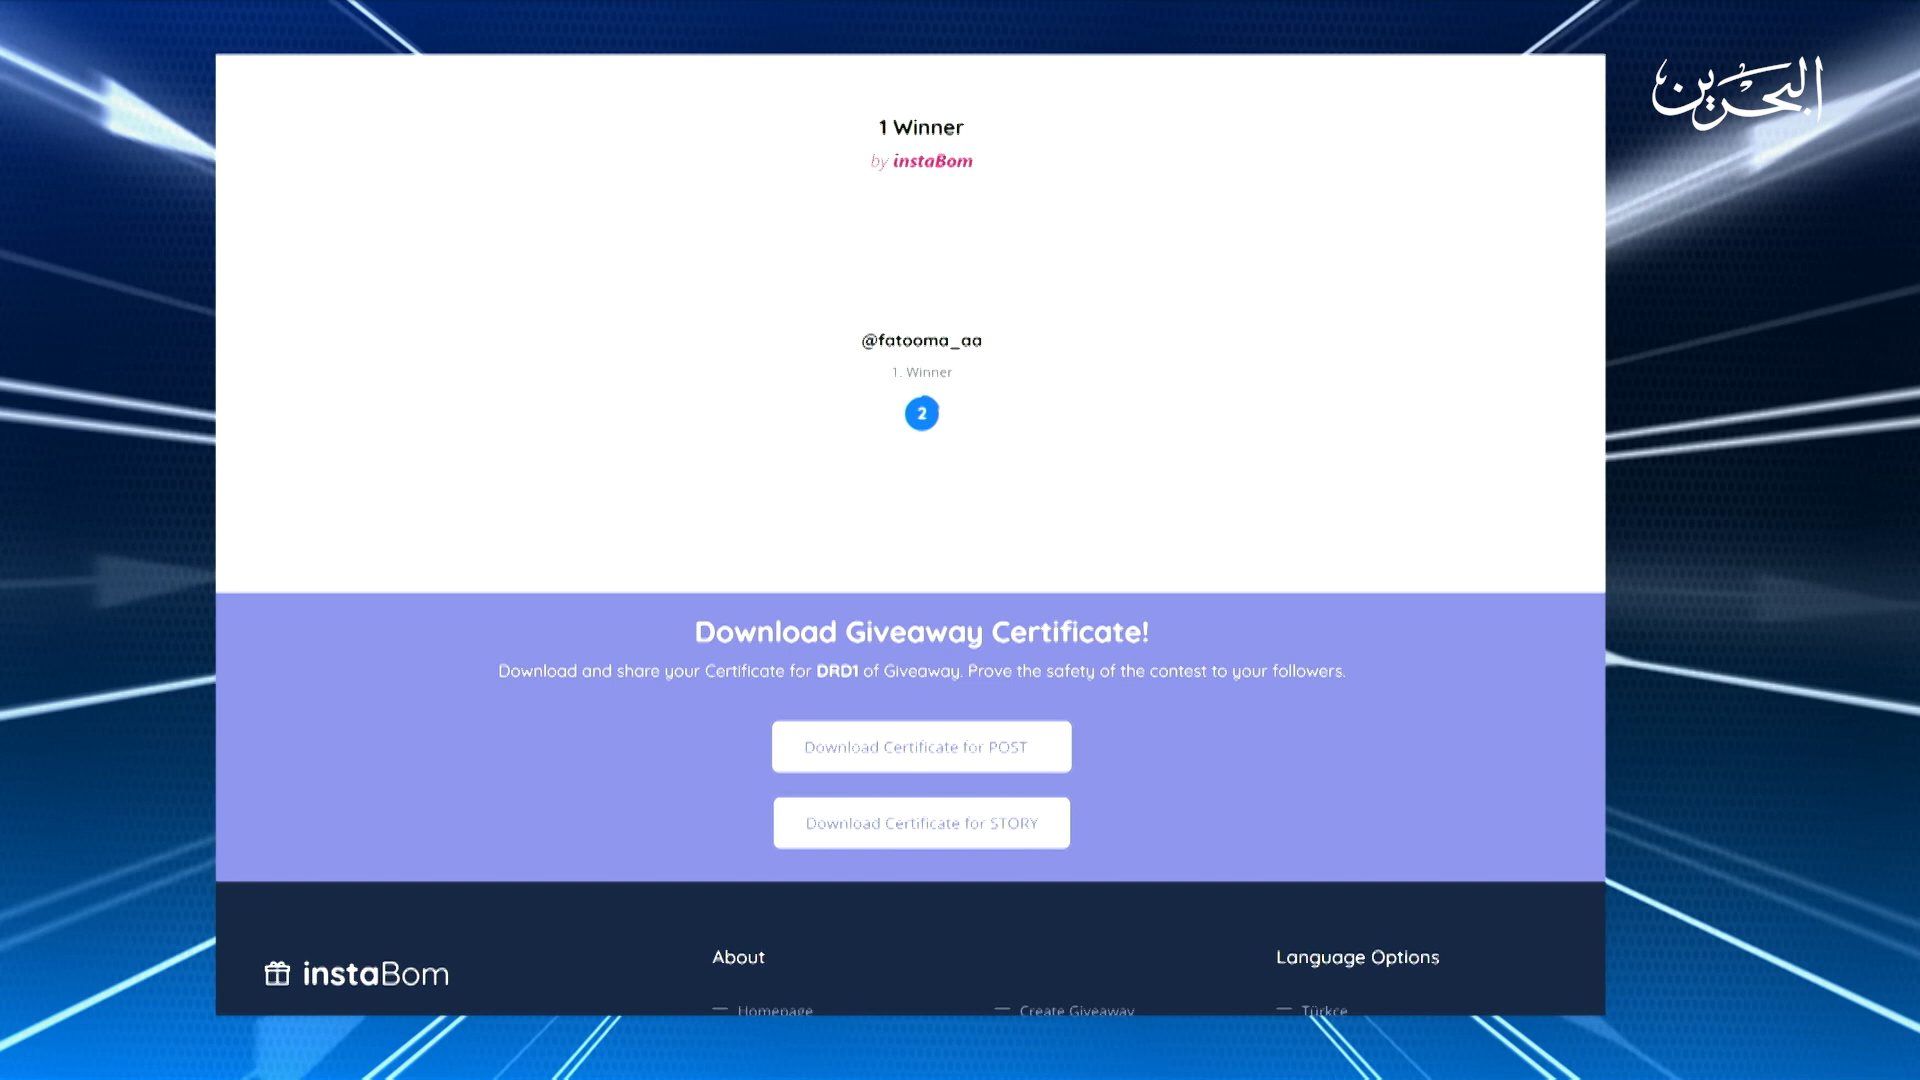 البحرين
1 Winner
by instaBom
@fatooma_aa
1. Winner
2
Download Giveaway Certificate!
Download and share your Certificate for DRD1 of Giveaway. Prove the safety of the contest to your followers.
Download Certificate for POST
Download Certificate for STORY
instaBom
About
Language Options
Homepage
Create Giveaway
Türkçe